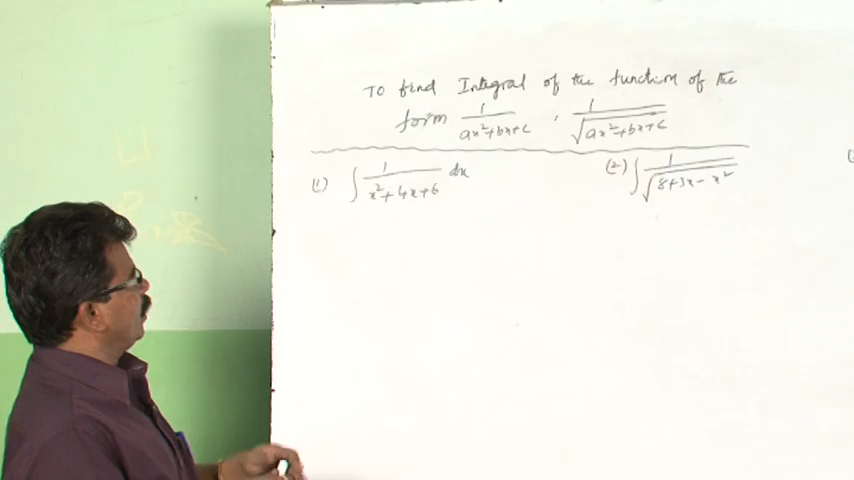 To find Integral of the function of the
form 1/(ax²+bx+c) , 1/√(ax²+bx+c)
(1) ∫ 1/(x²+4x+6) dx
(2) ∫ 1/√(8+3x-x²)